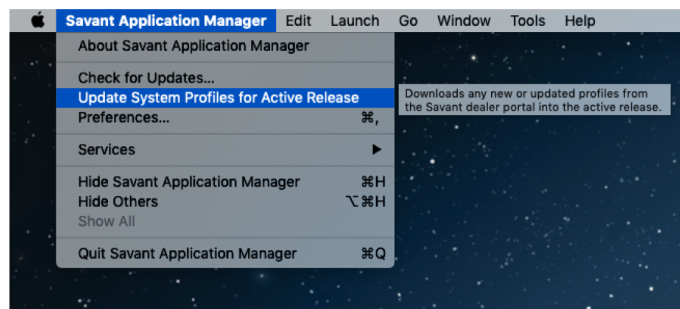 Savant Application Manager Edit Launch Go Window Tools Help
About Savant Application Manager
Check for Updates...
Update System Profiles for Active Release
Downloads any new or updated profiles from
the Savant dealer portal into the active release.
Preferences... ⌘,
Services ▶
Hide Savant Application Manager ⌘H
Hide Others ⌥⌘H
Show All
Quit Savant Application Manager ⌘Q